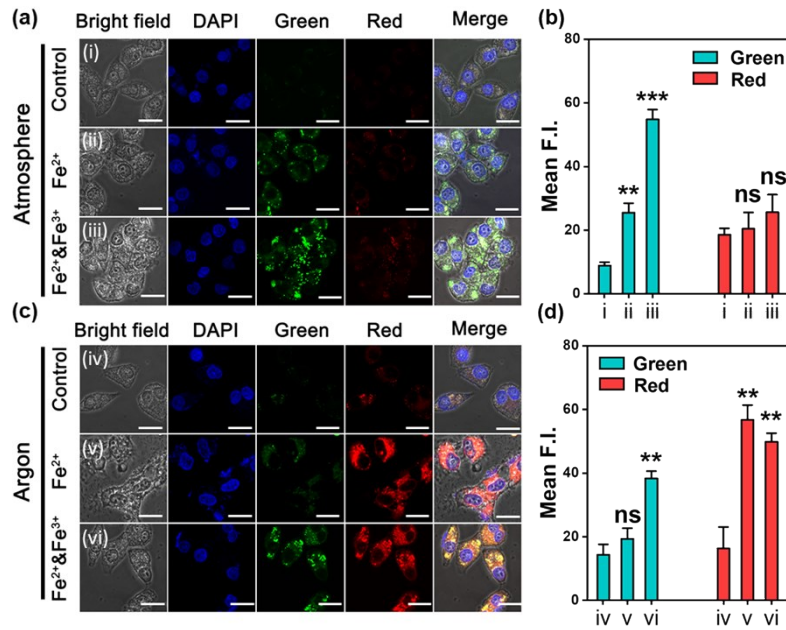 (a)
Bright field DAPI Green Red Merge
Atmosphere
Control
(i)
Fe²⁺
(ii)
Fe²⁺&Fe³⁺
(iii)
(b)
Mean F.I.
80
60
40
20
0
Green
Red
** *** ns ns
i ii iii i ii iii
(c)
Bright field DAPI Green Red Merge
Argon
Control
(iv)
Fe²⁺
(v)
Fe²⁺&Fe³⁺
(vi)
(d)
Mean F.I.
80
60
40
20
0
Green
Red
ns ** ** **
iv v vi iv v vi